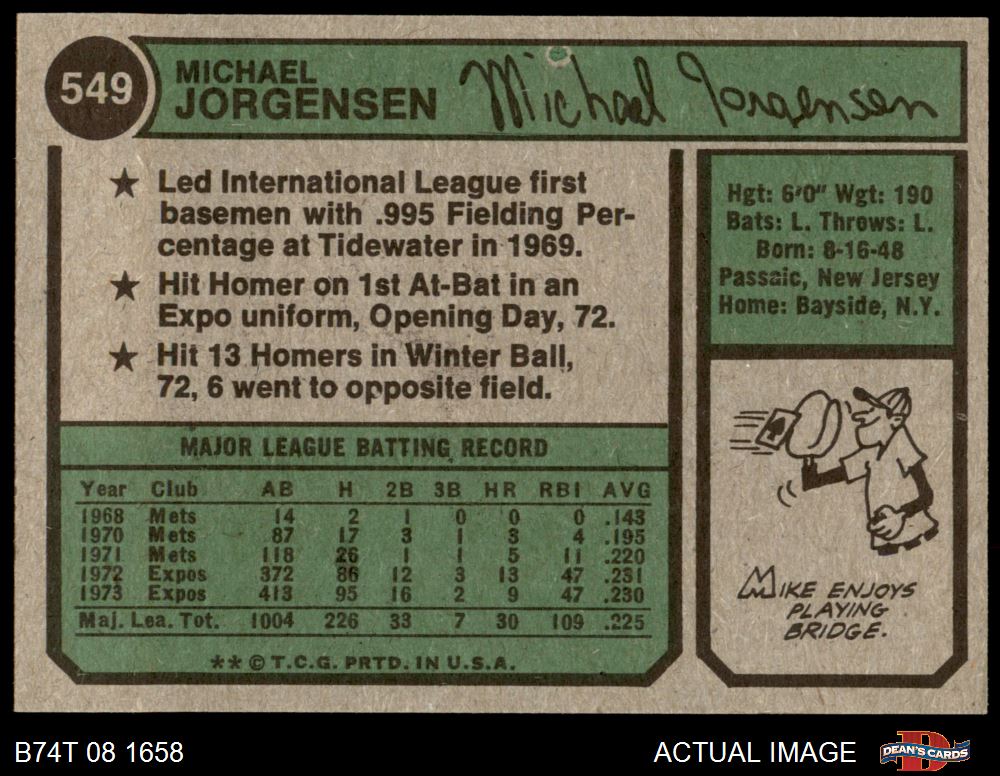 549
MICHAEL
JORGENSEN
Michael Jorgensen
★ Led International League first
basemen with .995 Fielding Per-
centage at Tidewater in 1969.
★ Hit Homer on 1st At-Bat in an
Expo uniform, Opening Day, 72.
★ Hit 13 Homers in Winter Ball,
72, 6 went to opposite field.
Hgt: 6'0" Wgt: 190
Bats: L. Throws: L.
Born: 8-16-48
Passaic, New Jersey
Home: Bayside, N.Y.
MAJOR LEAGUE BATTING RECORD
Year Club AB H 2B 3B HR RBI AVG
1968 Mets 14 2 1 0 0 0 .143
1970 Mets 87 17 3 1 3 4 .195
1971 Mets 118 26 1 1 5 11 .220
1972 Expos 372 86 12 3 13 47 .231
1973 Expos 413 95 16 2 9 47 .230
Maj. Lea. Tot. 1004 226 33 7 30 109 .225
** © T.C.G. PRTD. IN U.S.A.
MIKE ENJOYS
PLAYING
BRIDGE.
B74T 08 1658
ACTUAL IMAGE
DEAN'S CARDS